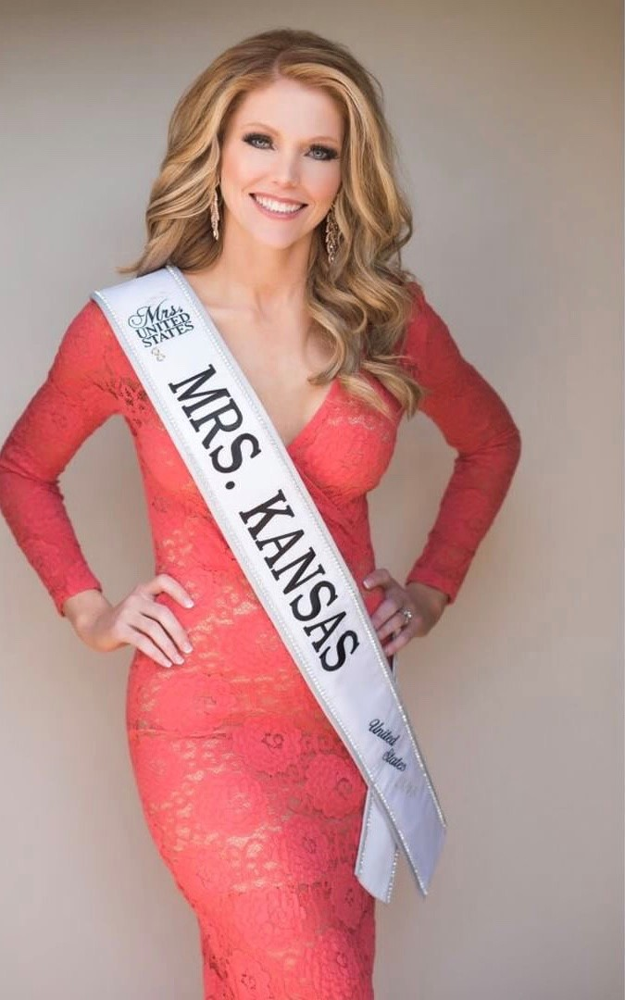 Mrs.
UNITED
STATES
MRS. KANSAS
United
States